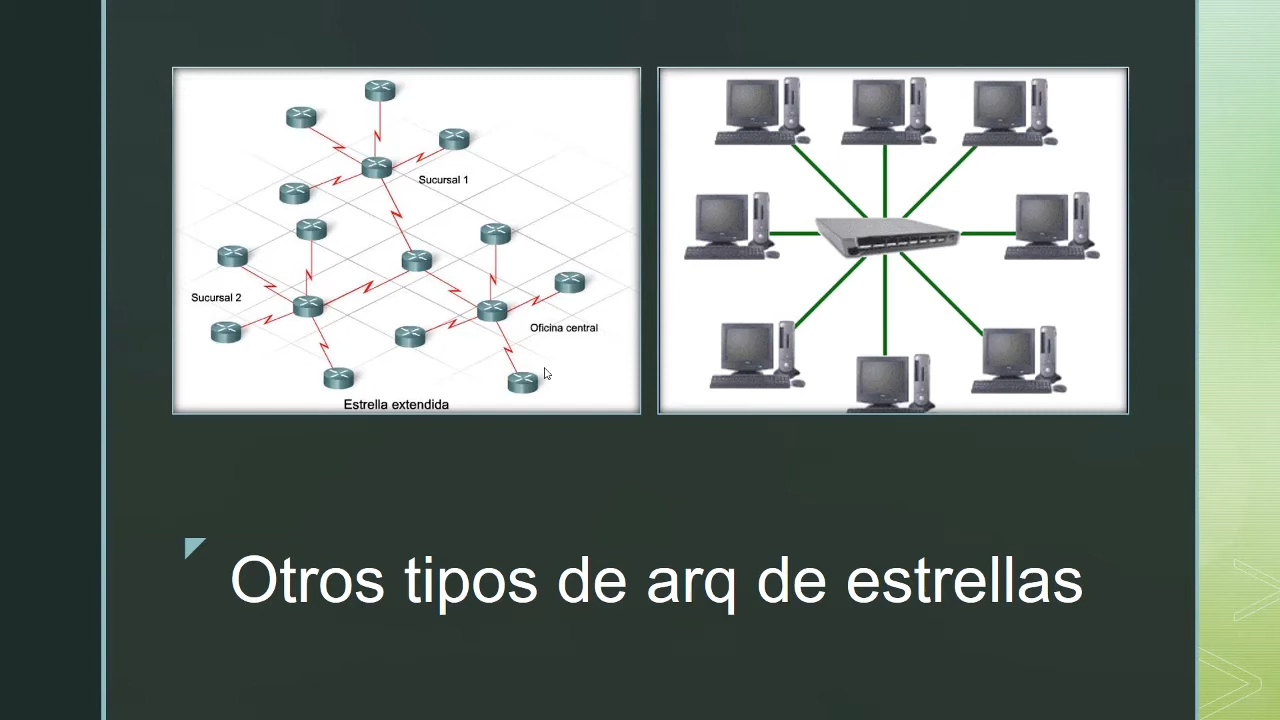 Sucursal 1
Sucursal 2
Oficina central
Estrella extendida
Otros tipos de arq de estrellas